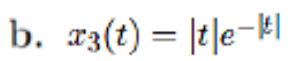 b. x₃(t) = |t|e^{-|t|}